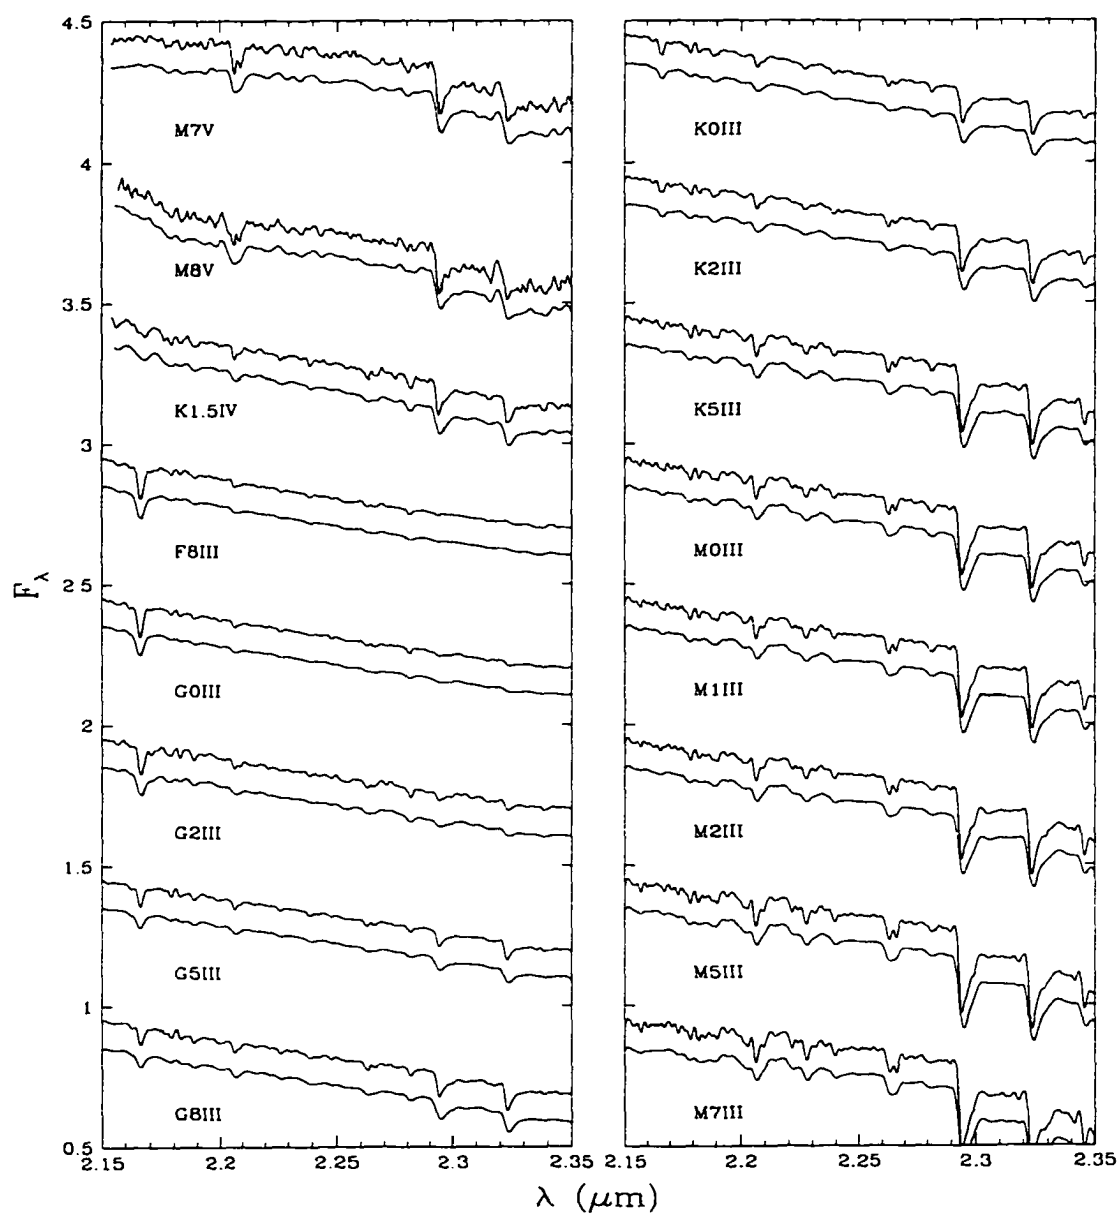 4.5
4
3.5
3
2.5
2
1.5
1
0.5
F_λ
M7V
M8V
K1.5IV
F8III
G0III
G2III
G5III
G8III
K0III
K2III
K5III
M0III
M1III
M2III
M5III
M7III
2.15 2.2 2.25 2.3 2.35
2.15 2.2 2.25 2.3 2.35
λ (μm)